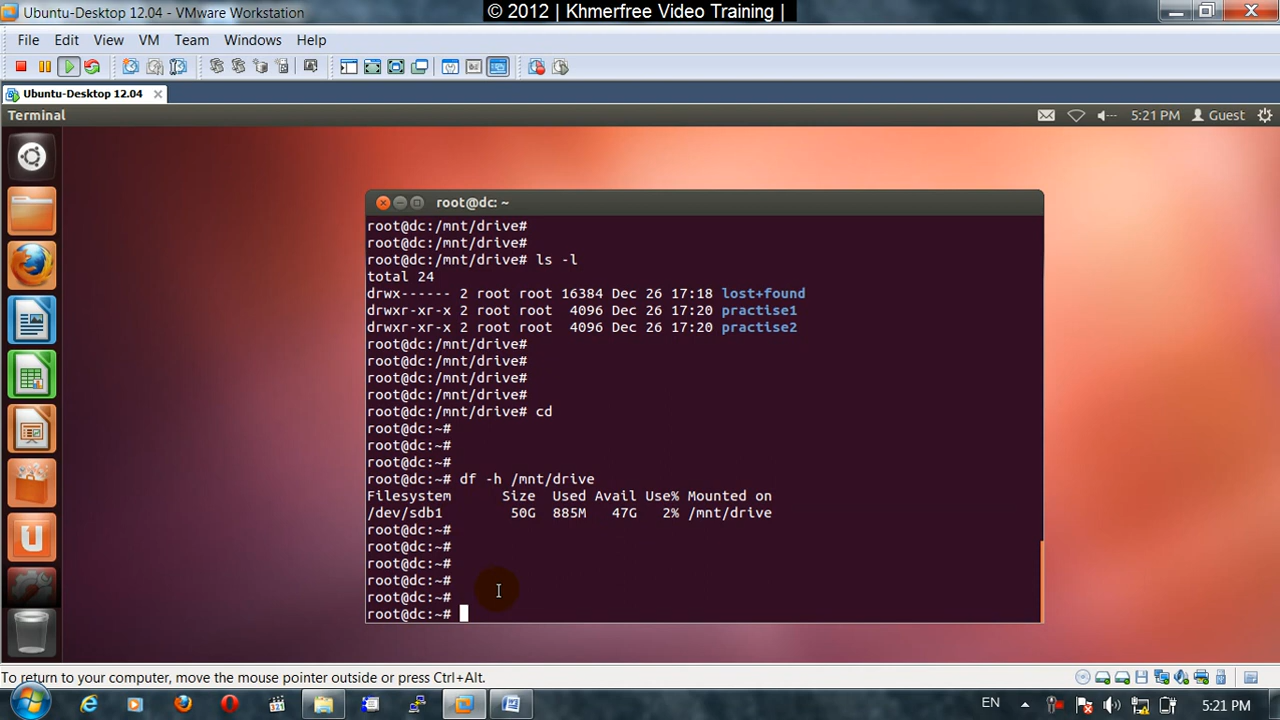 Ubuntu-Desktop 12.04 - VMware Workstation
© 2012 | Khmerfree Video Training |
File Edit View VM Team Windows Help
Ubuntu-Desktop 12.04
Terminal
5:21 PM Guest
root@dc: ~
root@dc:/mnt/drive#
root@dc:/mnt/drive#
root@dc:/mnt/drive# ls -l
total 24
drwx------ 2 root root 16384 Dec 26 17:18 lost+found
drwxr-xr-x 2 root root  4096 Dec 26 17:20 practise1
drwxr-xr-x 2 root root  4096 Dec 26 17:20 practise2
root@dc:/mnt/drive#
root@dc:/mnt/drive#
root@dc:/mnt/drive#
root@dc:/mnt/drive#
root@dc:/mnt/drive# cd
root@dc:~#
root@dc:~#
root@dc:~#
root@dc:~# df -h /mnt/drive
Filesystem      Size  Used Avail Use% Mounted on
/dev/sdb1        50G  885M   47G   2% /mnt/drive
root@dc:~#
root@dc:~#
root@dc:~#
root@dc:~#
root@dc:~#
root@dc:~#
To return to your computer, move the mouse pointer outside or press Ctrl+Alt.
EN
5:21 PM